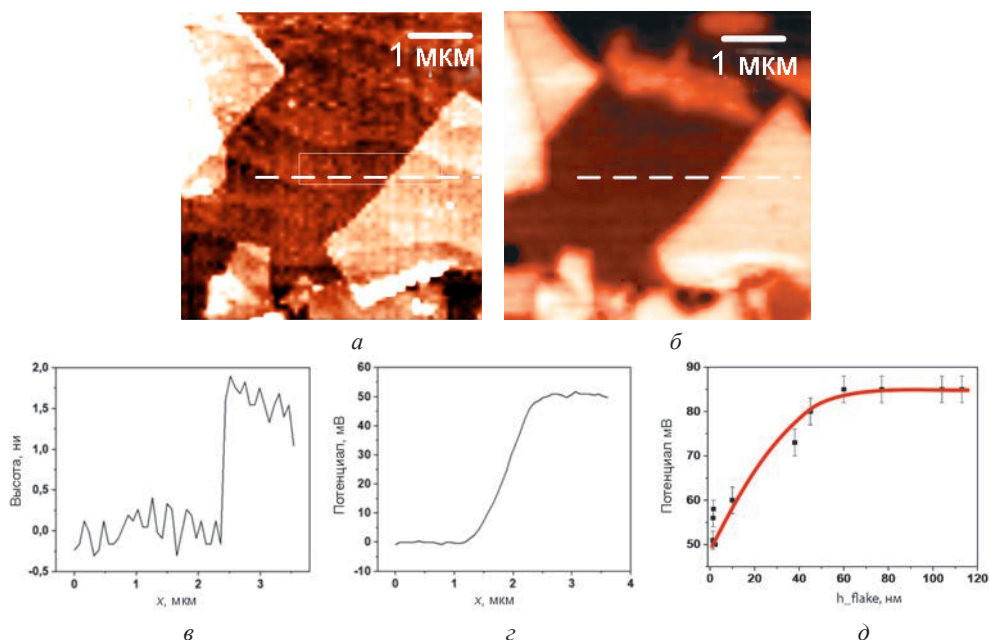 1 мкм
1 мкм
а
б
2,0
1,5
1,0
0,5
0,0
-0,5
0
1
2
3
Высота, ни
x, мкм
60
50
40
30
20
10
0
-10
0
1
2
3
4
Потенциал, мВ
x, мкм
90
80
70
60
50
0
20
40
60
80
100
120
Потенциал мВ
h_flake, нм
в
г
д